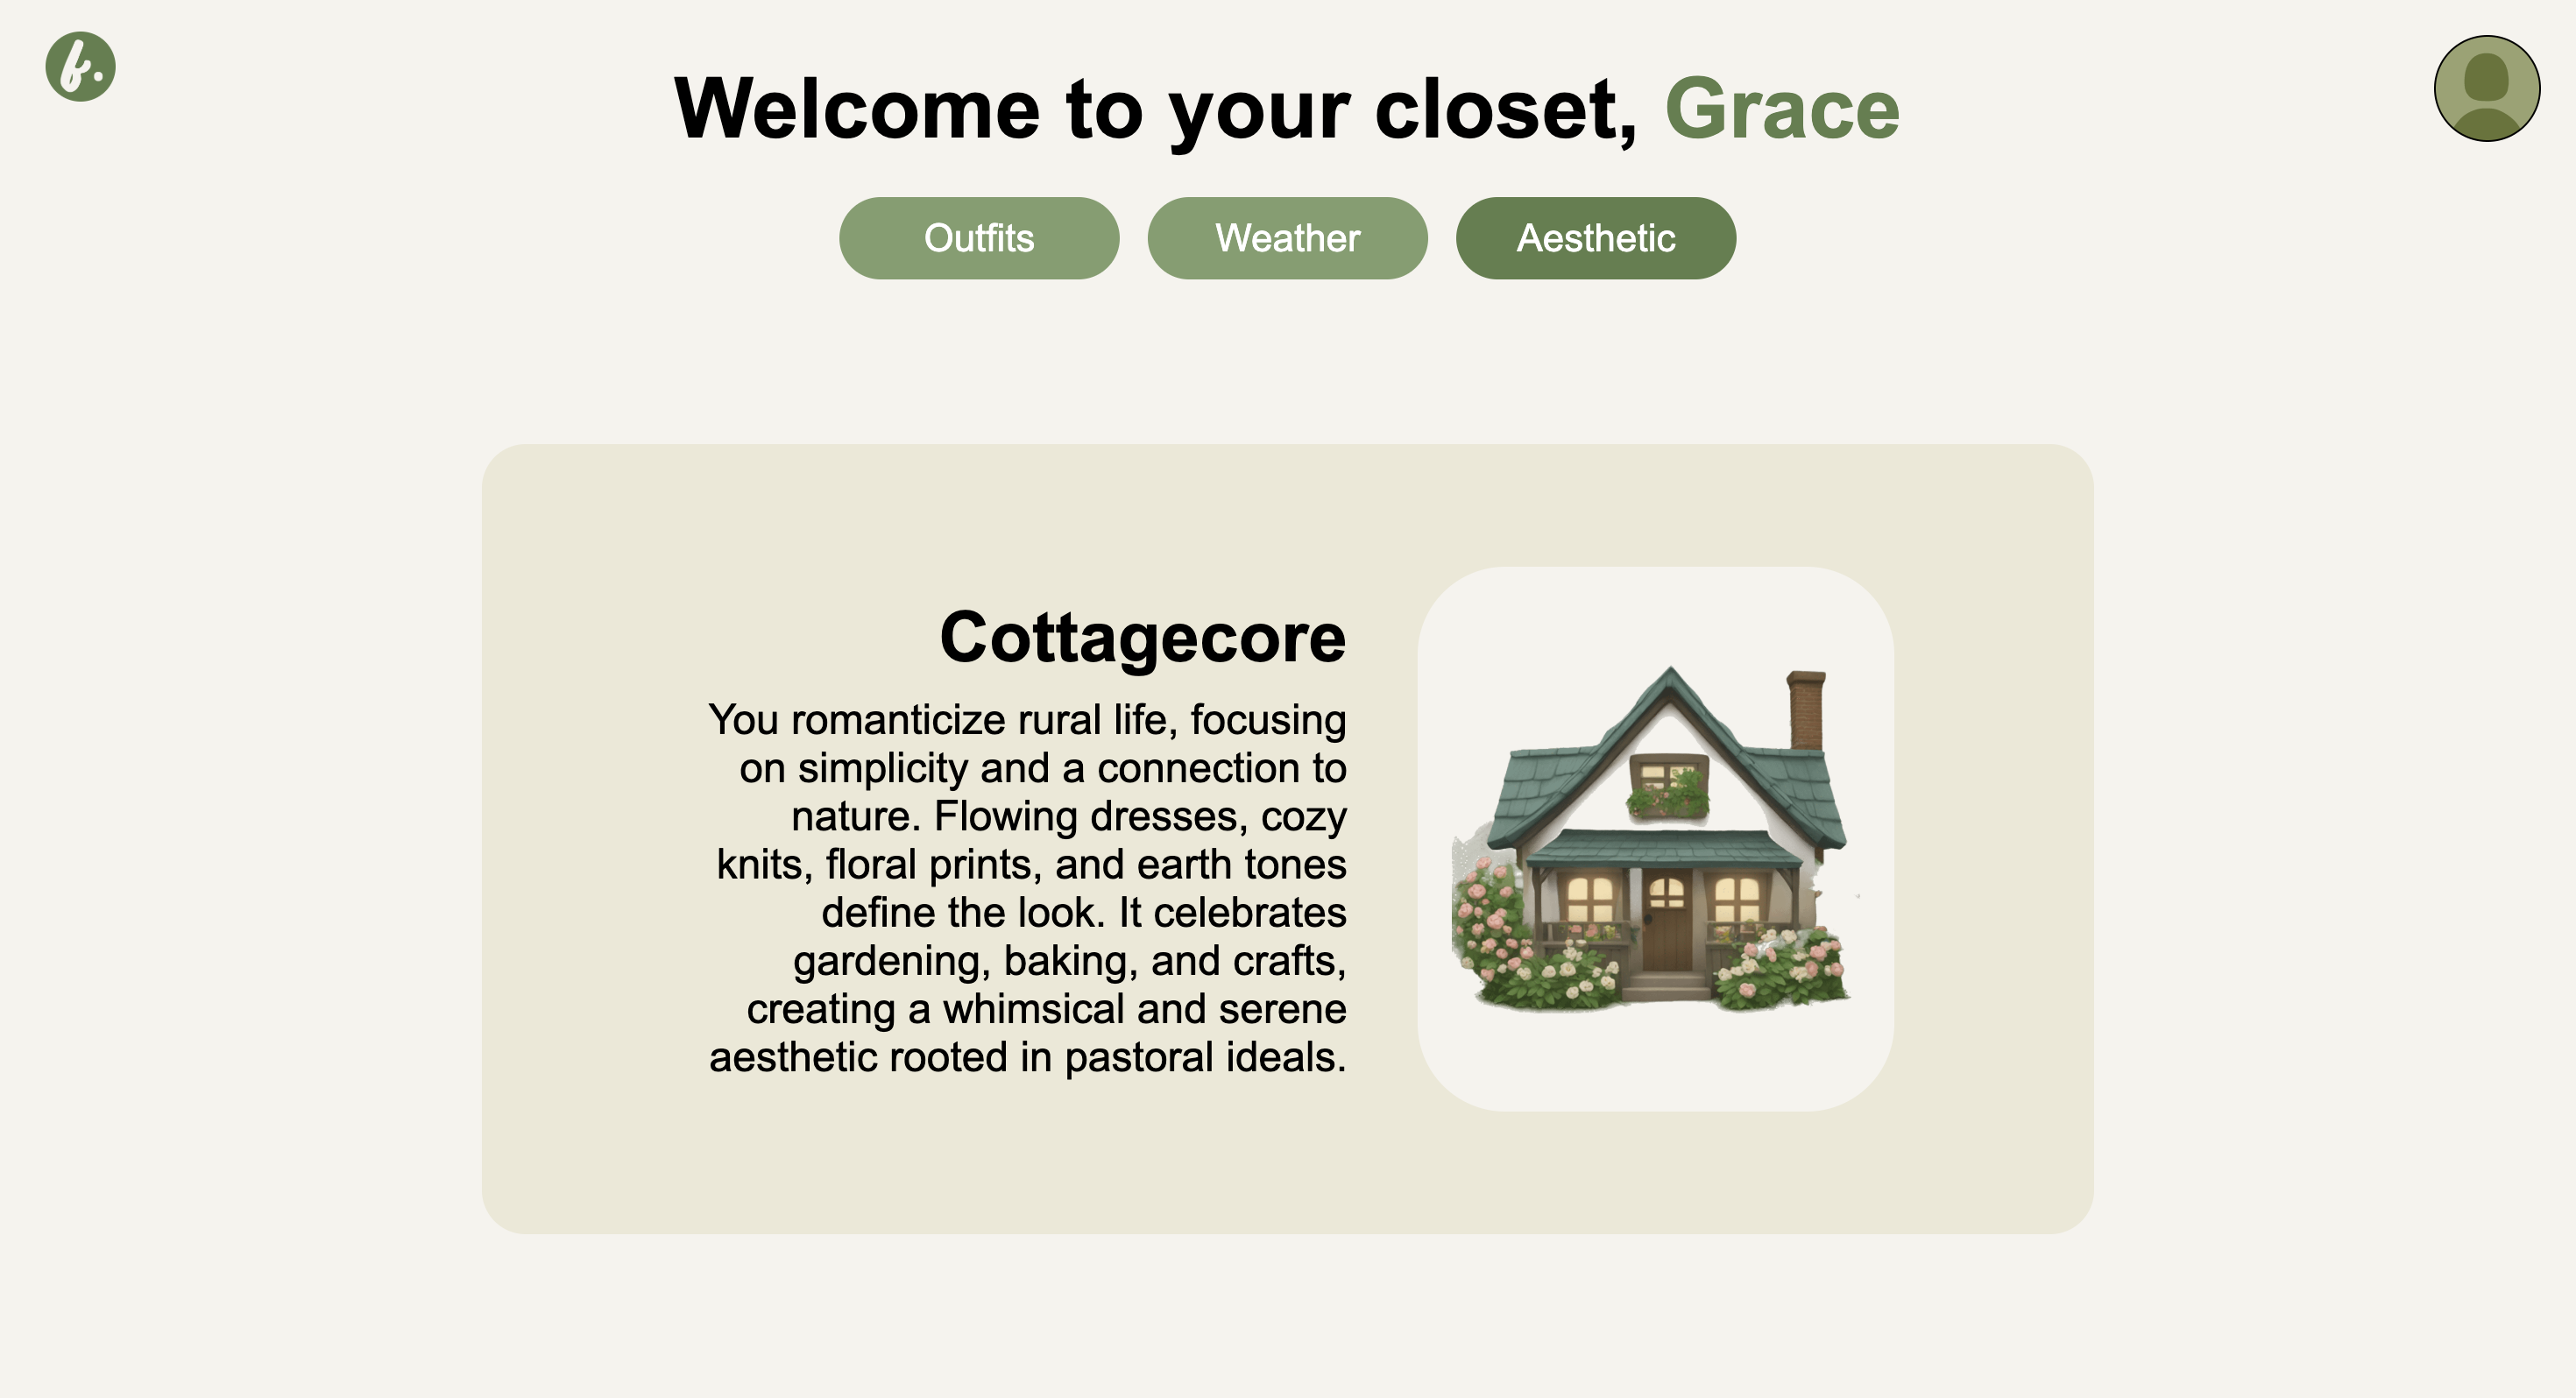 f.
Welcome to your closet, Grace
Outfits
Weather
Aesthetic
Cottagecore
You romanticize rural life, focusing
on simplicity and a connection to
nature. Flowing dresses, cozy
knits, floral prints, and earth tones
define the look. It celebrates
gardening, baking, and crafts,
creating a whimsical and serene
aesthetic rooted in pastoral ideals.